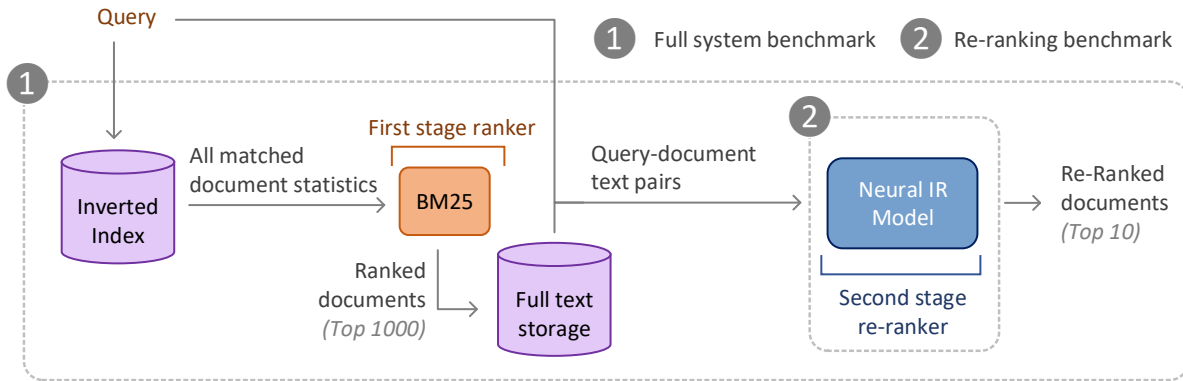 Query
1 Full system benchmark
2 Re-ranking benchmark
1
First stage ranker
2
All matched
document statistics
Inverted
Index
BM25
Query-document
text pairs
Neural IR
Model
Re-Ranked
documents
(Top 10)
Ranked
documents
(Top 1000)
Full text
storage
Second stage
re-ranker